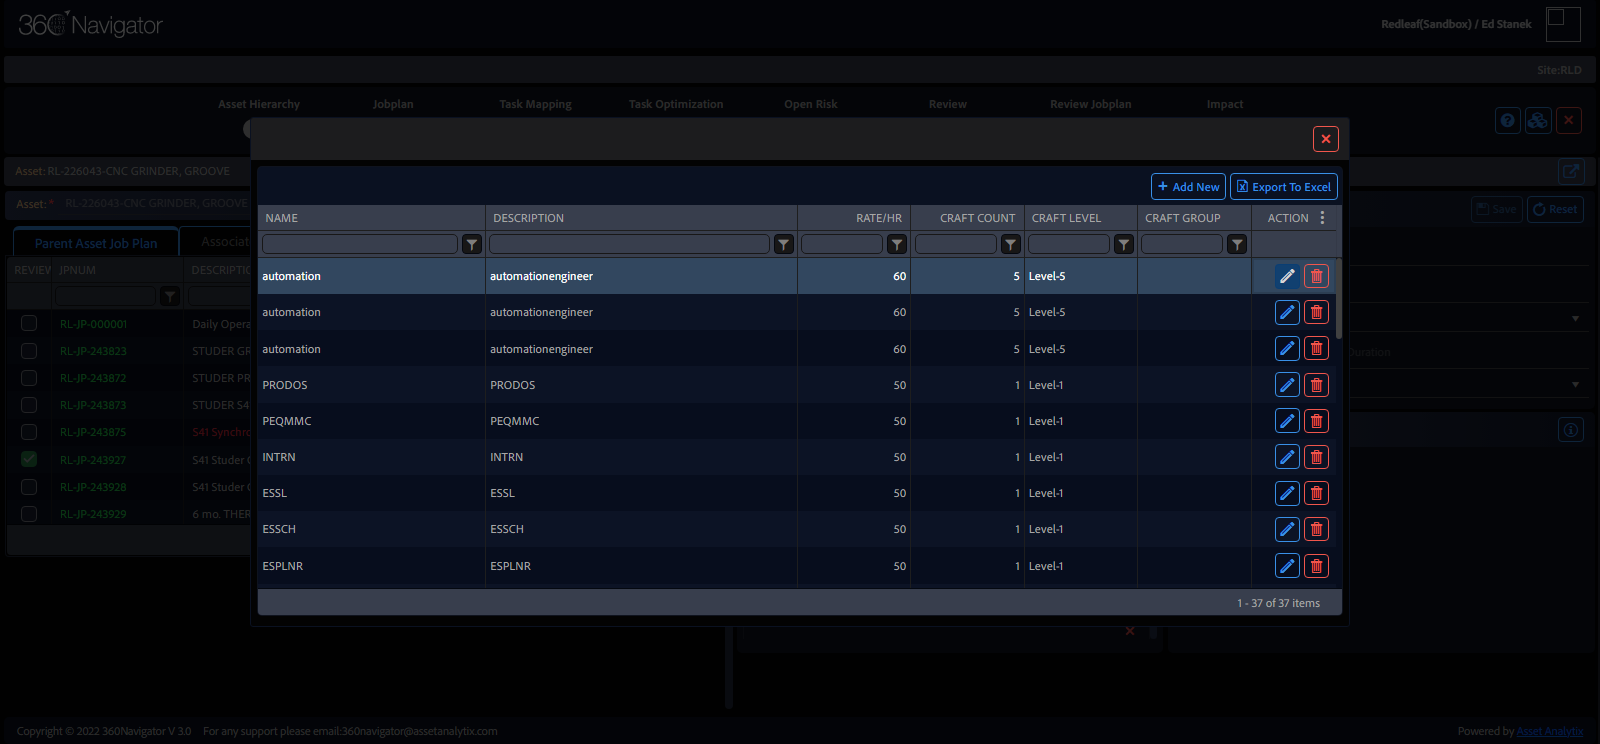 360 Navigator
Redleaf(Sandbox) / Ed Stanek
Site:RLD
Asset Hierarchy Jobplan Task Mapping Task Optimization Open Risk Review Review Jobplan Impact
Asset: RL-226043-CNC GRINDER, GROOVE
Asset: * RL-226043-CNC GRINDER, GROOVE
Save Reset
Parent Asset Job Plan Associat
REVIEW JPNUM DESCRIPTIO
RL-JP-000001 Daily Opera
RL-JP-243823 STUDER GR
RL-JP-243872 STUDER PR
RL-JP-243873 STUDER S4
RL-JP-243875 S41 Synchro
RL-JP-243927 S41 Studer
RL-JP-243928 S41 Studer
RL-JP-243929 6 mo. THER
Duration
+ Add New Export To Excel
NAME DESCRIPTION RATE/HR CRAFT COUNT CRAFT LEVEL CRAFT GROUP ACTION
automation automationengineer 60 5 Level-5
automation automationengineer 60 5 Level-5
automation automationengineer 60 5 Level-5
PRODOS PRODOS 50 1 Level-1
PEQMMC PEQMMC 50 1 Level-1
INTRN INTRN 50 1 Level-1
ESSL ESSL 50 1 Level-1
ESSCH ESSCH 50 1 Level-1
ESPLNR ESPLNR 50 1 Level-1
1 - 37 of 37 items
Copyright © 2022 360Navigator V 3.0 For any support please email:360navigator@assetanalytix.com
Powered by Asset Analytix